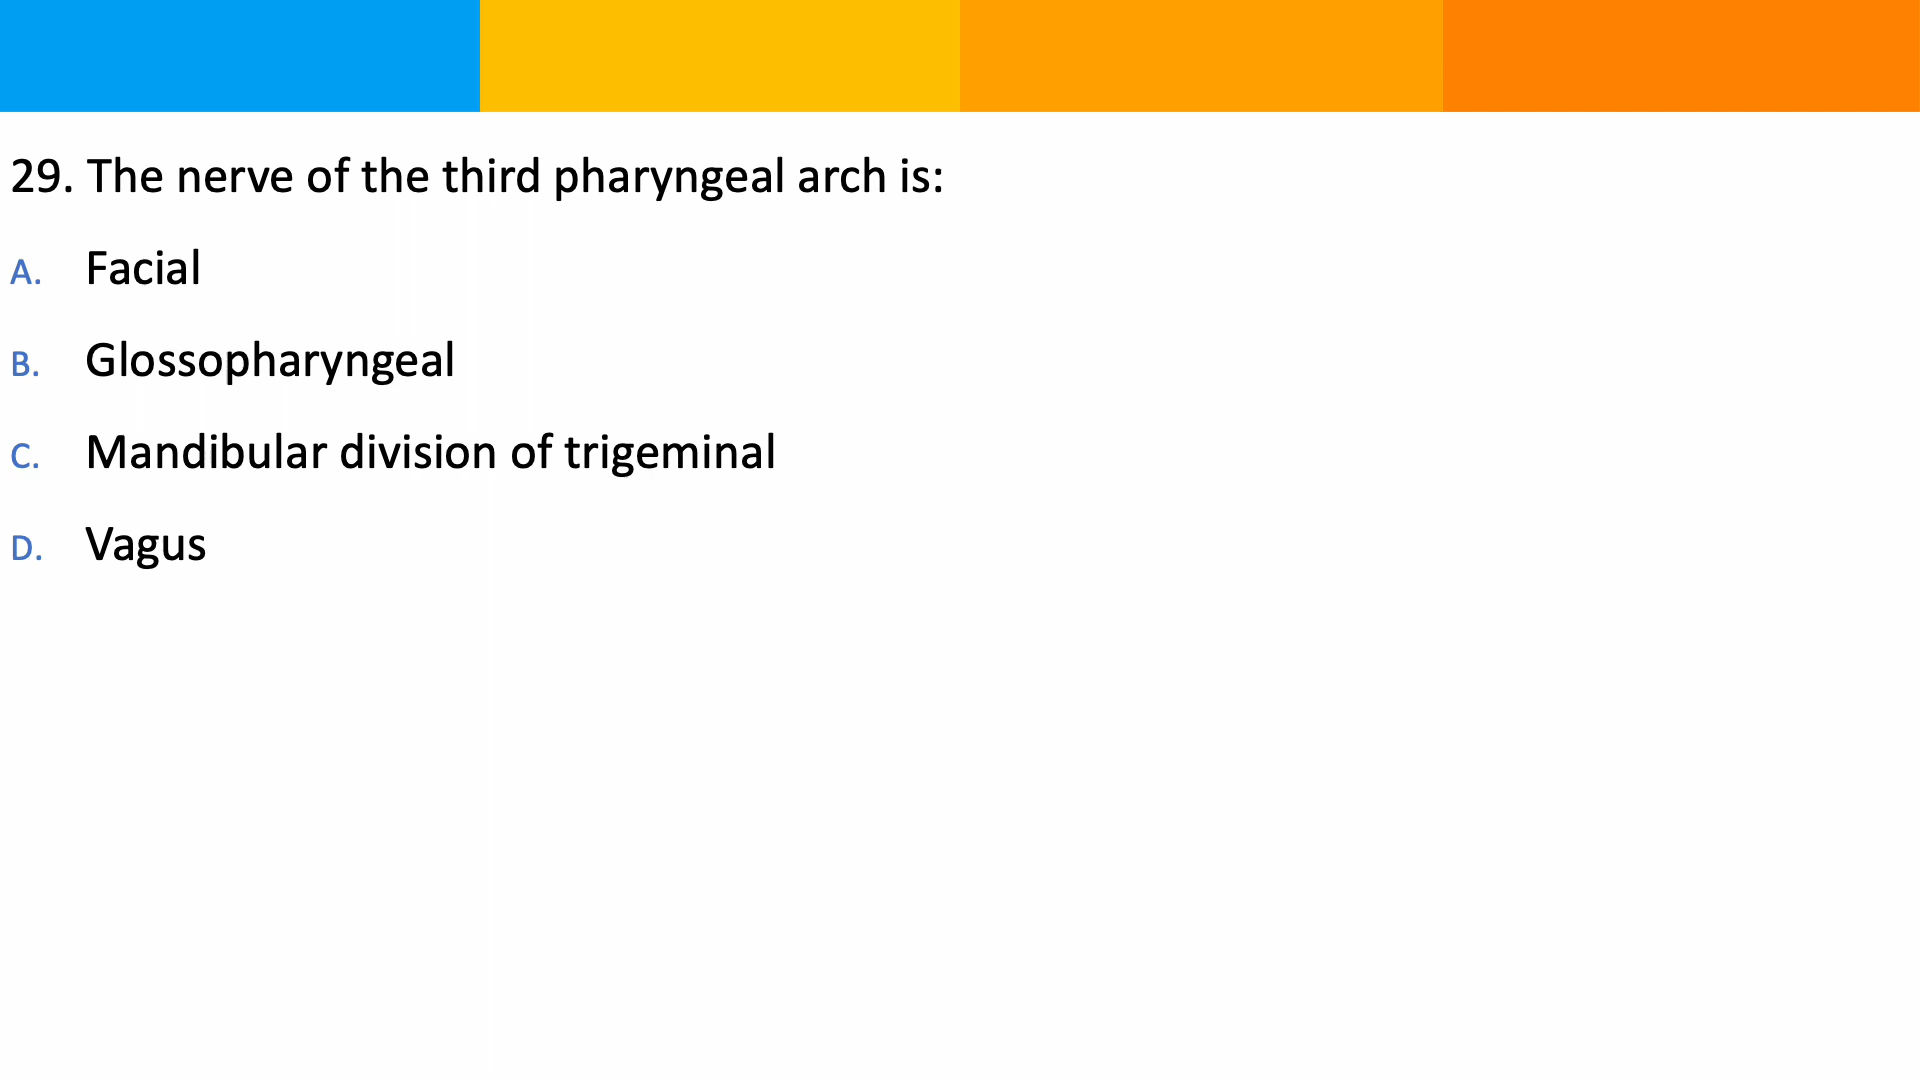 29. The nerve of the third pharyngeal arch is:
A. Facial
B. Glossopharyngeal
C. Mandibular division of trigeminal
D. Vagus